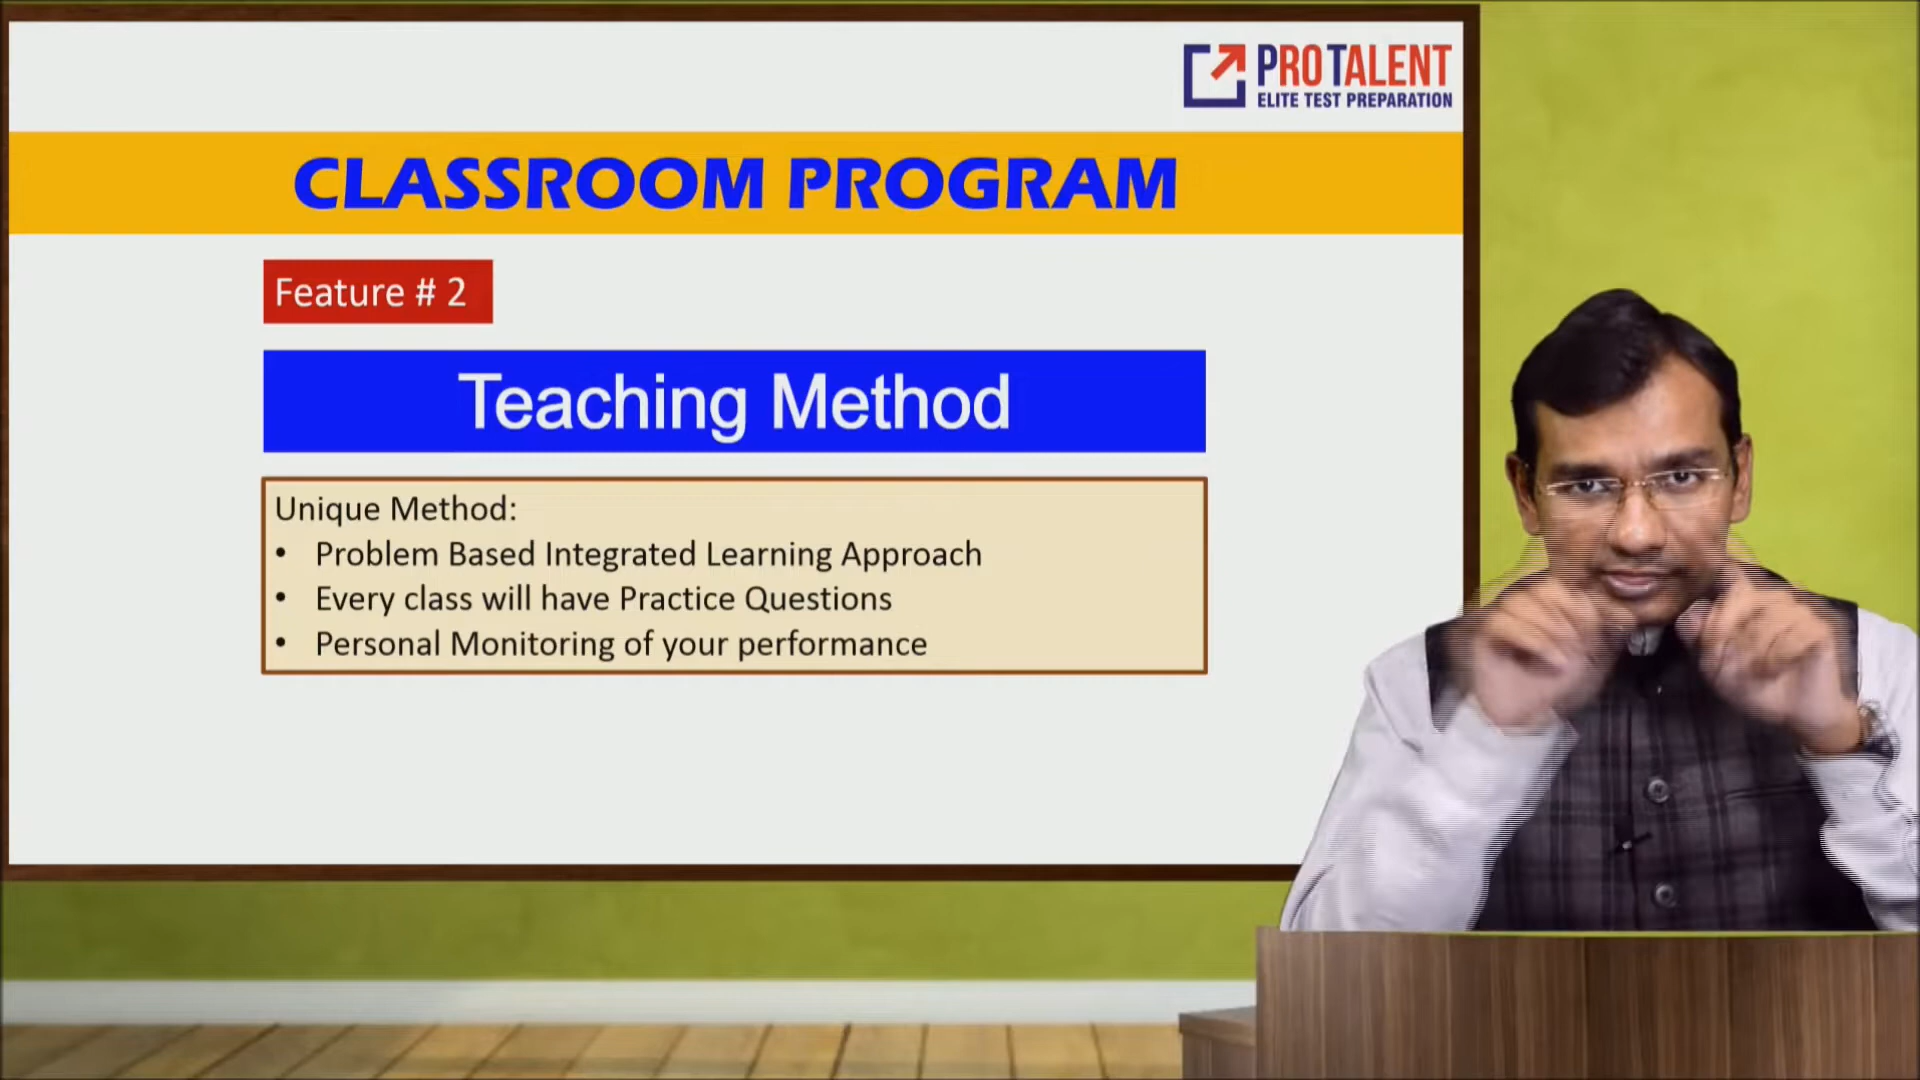 PROTALENT
ELITE TEST PREPARATION
CLASSROOM PROGRAM
Feature # 2
Teaching Method
Unique Method:
• Problem Based Integrated Learning Approach
• Every class will have Practice Questions
• Personal Monitoring of your performance